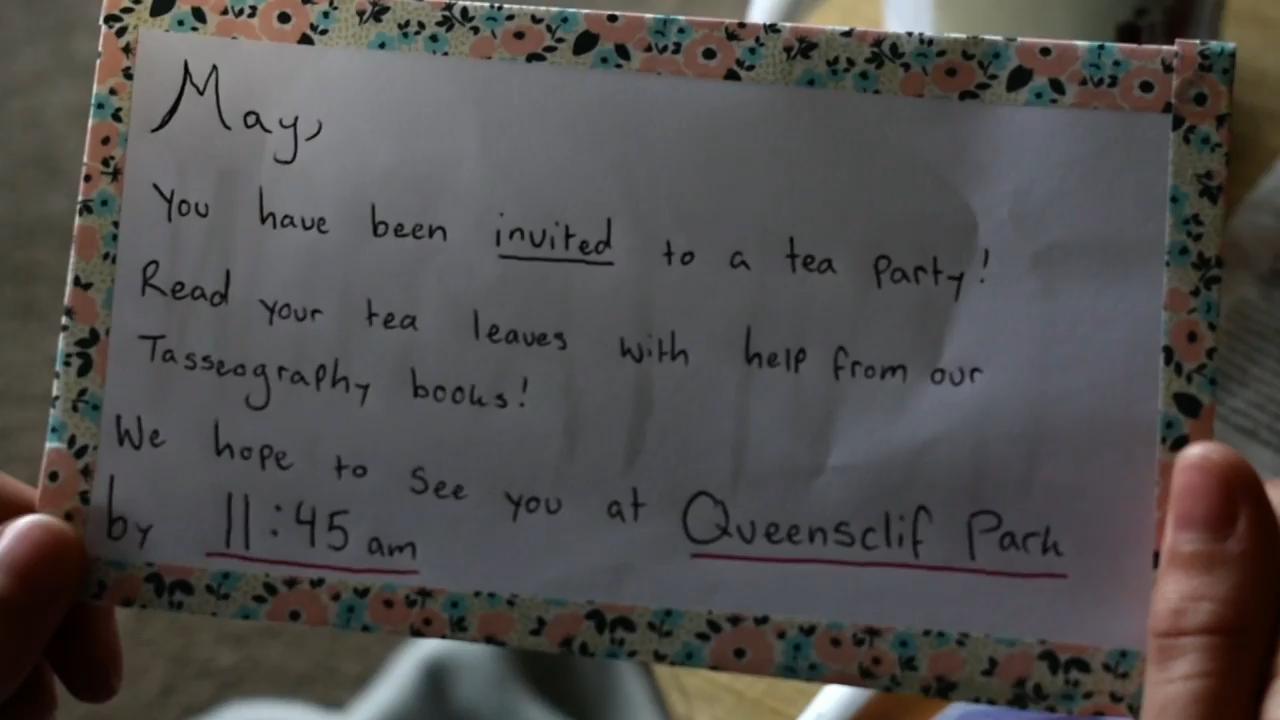 May,
You have been invited to a tea party!
Read your tea leaves with help from our
Tasseography books!
We hope to see you at Queensclif Park
by 11:45 am